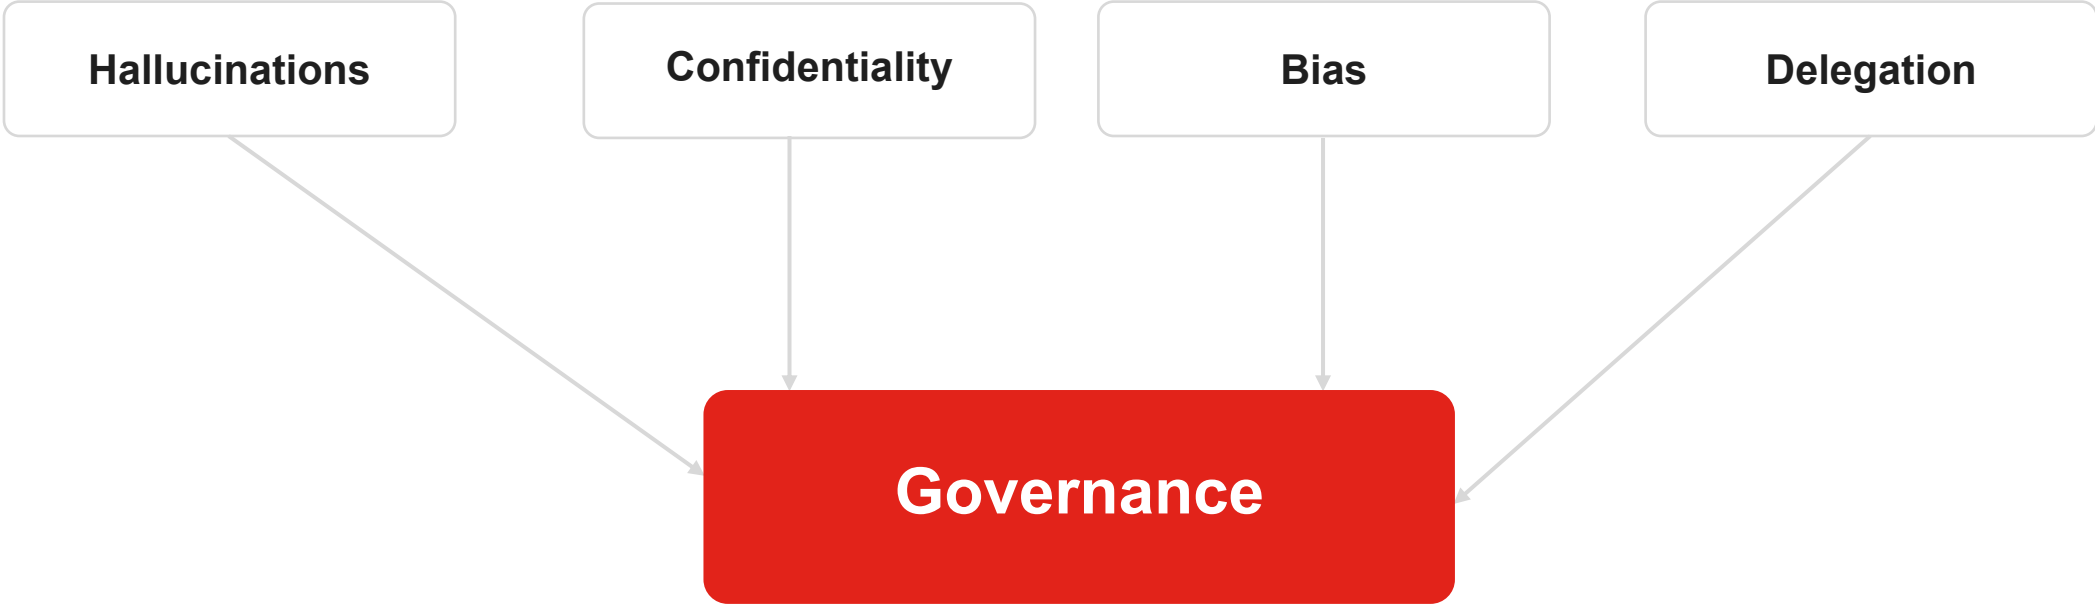 Hallucinations
Confidentiality
Bias
Delegation
Governance